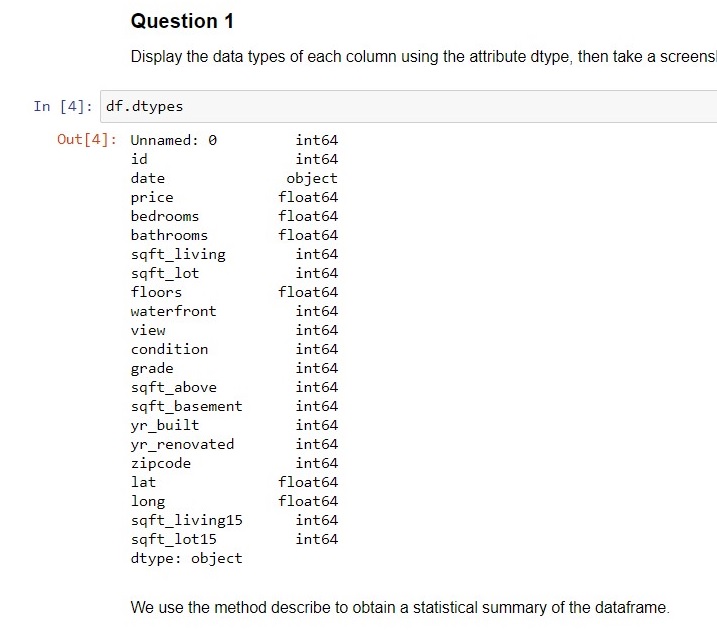 Question 1
Display the data types of each column using the attribute dtype, then take a screens
In [4]: df.dtypes
Out[4]: Unnamed: 0 int64
id int64
date object
price float64
bedrooms float64
bathrooms float64
sqft_living int64
sqft_lot int64
floors float64
waterfront int64
view int64
condition int64
grade int64
sqft_above int64
sqft_basement int64
yr_built int64
yr_renovated int64
zipcode int64
lat float64
long float64
sqft_living15 int64
sqft_lot15 int64
dtype: object
We use the method describe to obtain a statistical summary of the dataframe.